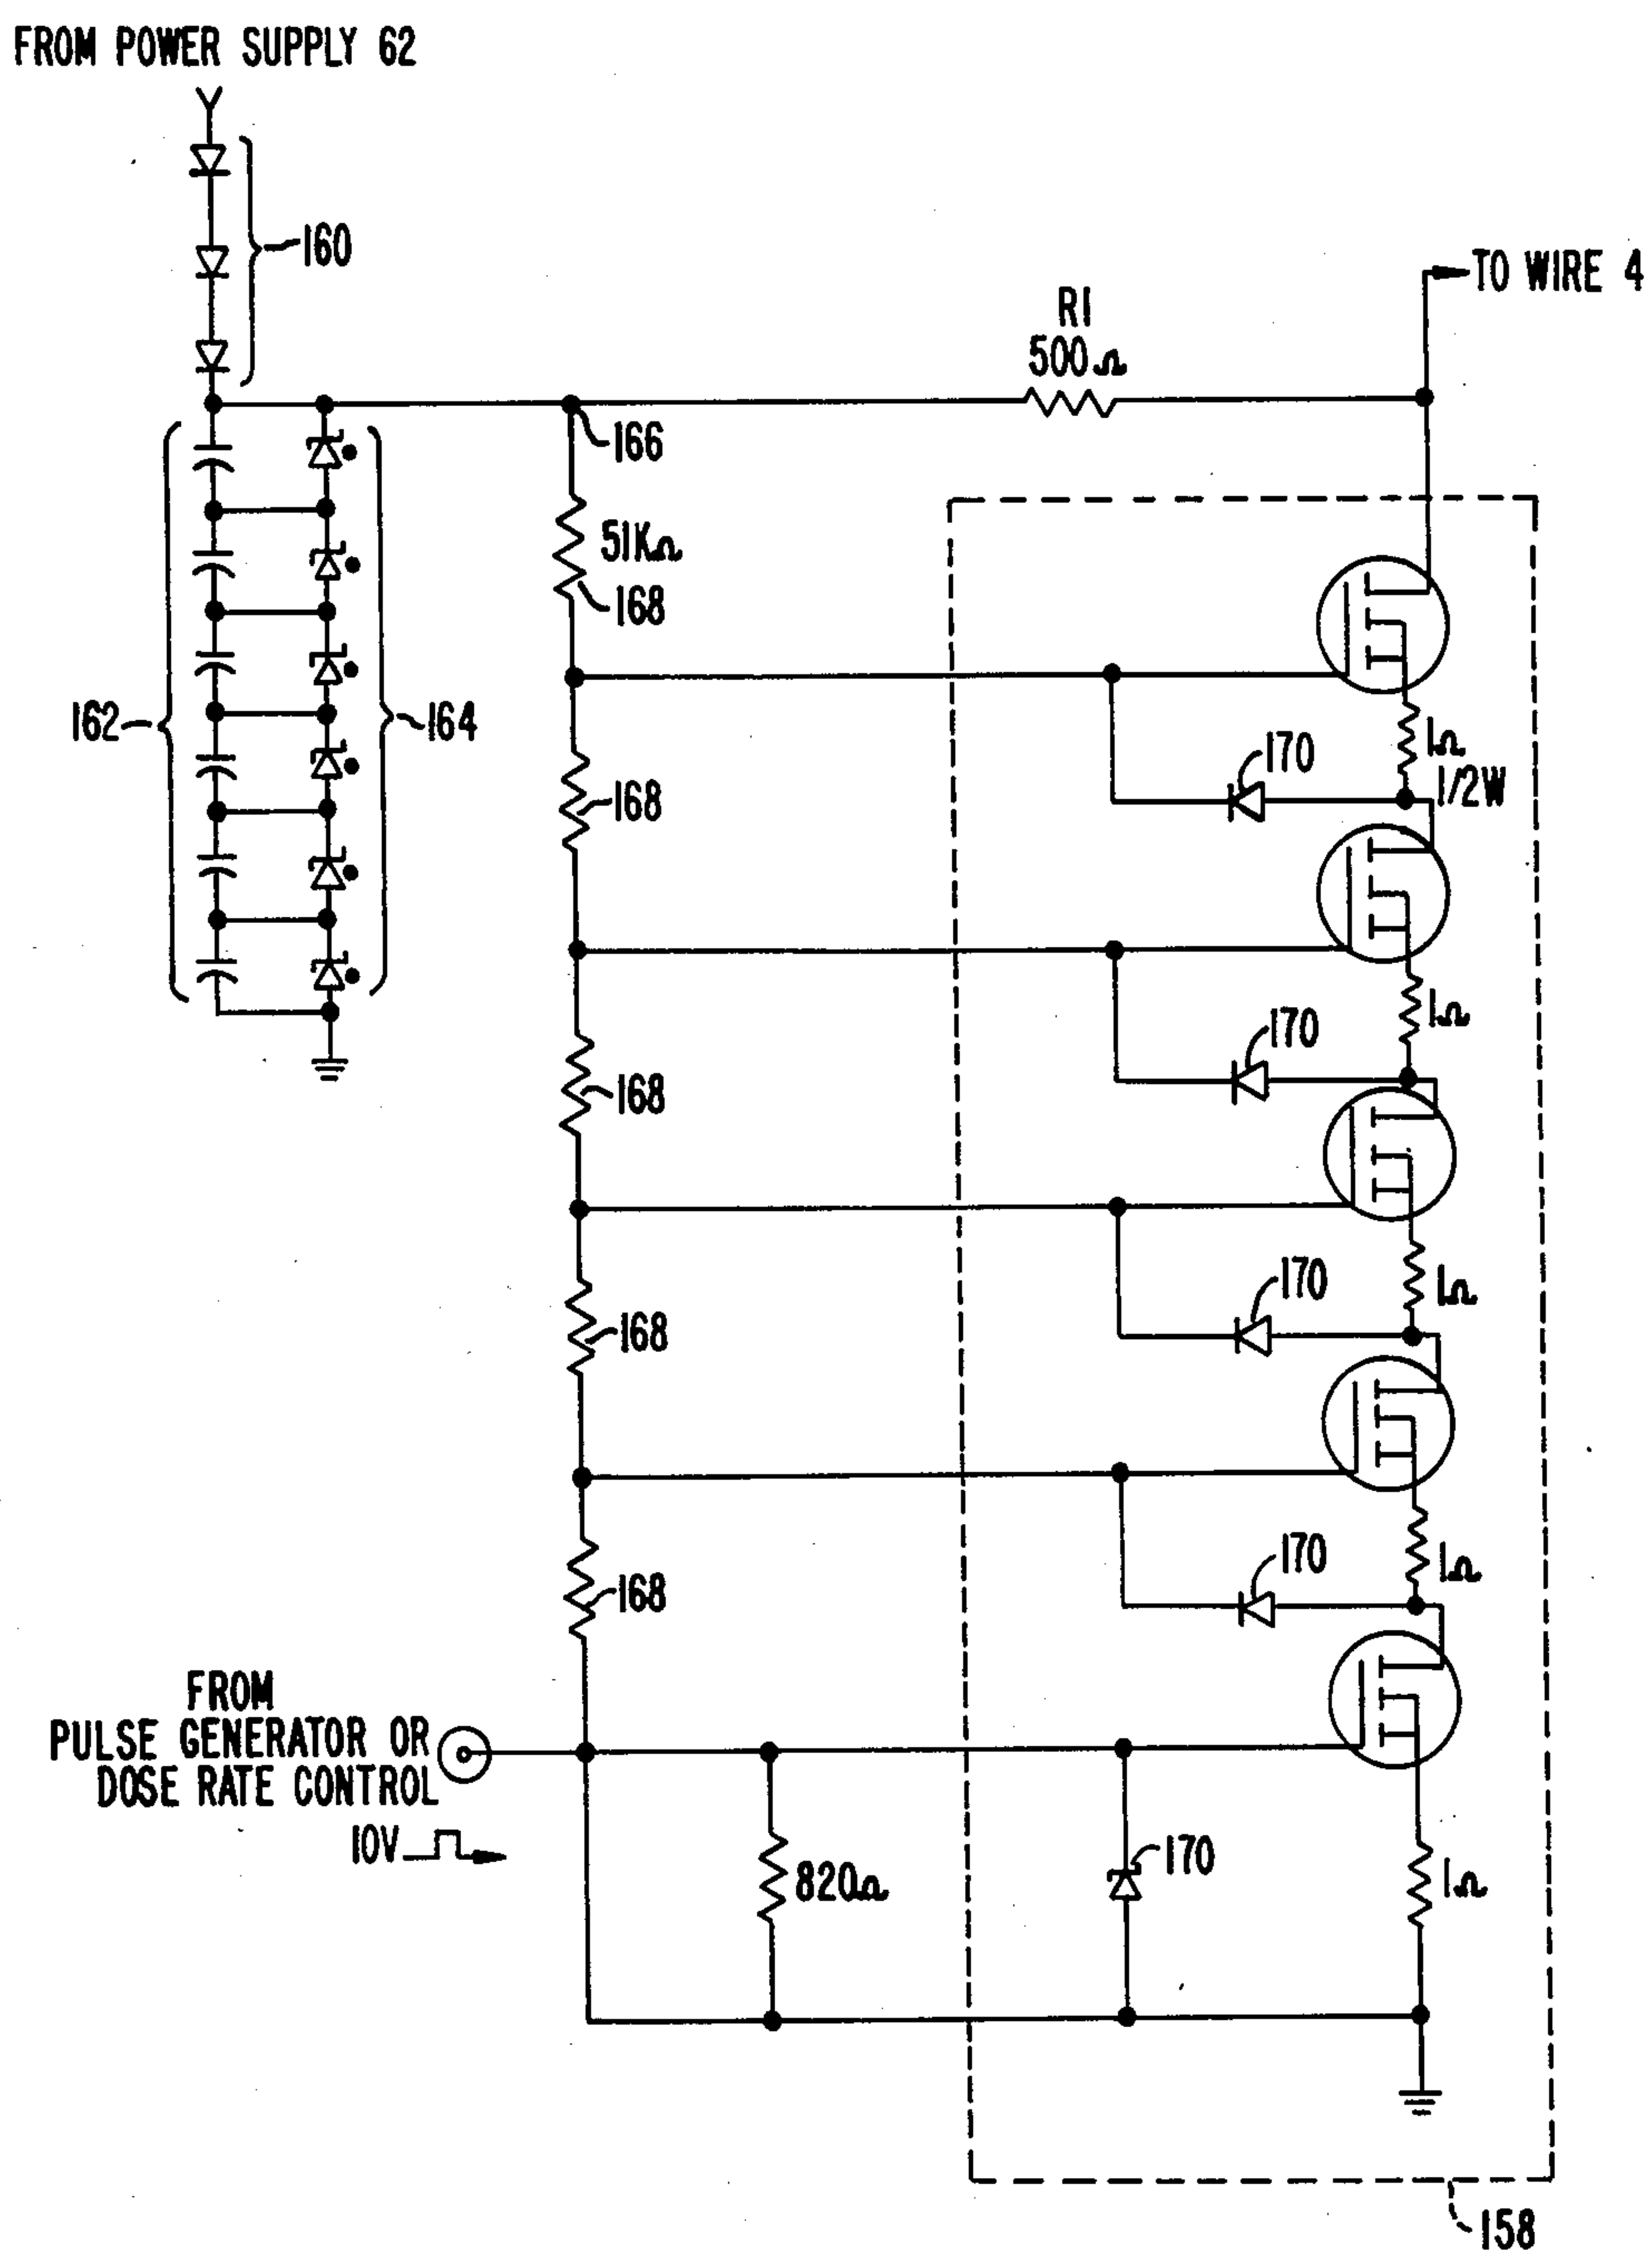 FROM POWER SUPPLY 62
160
TO WIRE 4
R1
500Ω
166
51KΩ
168
162
164
1Ω
1/2W
170
168
1Ω
170
168
1Ω
170
168
1Ω
170
168
FROM
PULSE GENERATOR OR
DOSE RATE CONTROL
10V
820Ω
170
1Ω
158